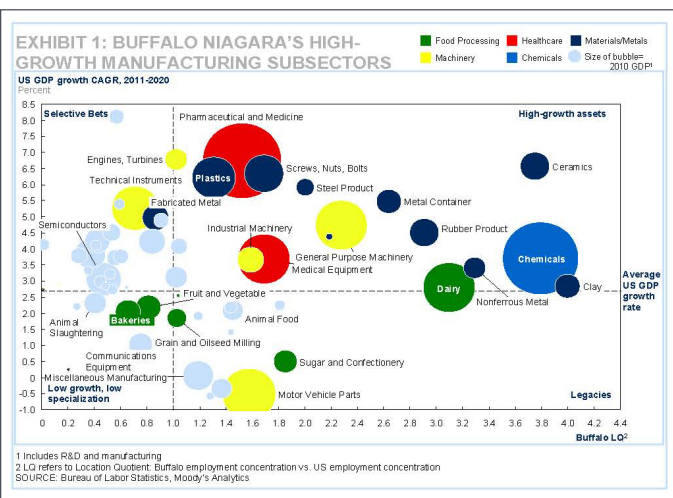 EXHIBIT 1: BUFFALO NIAGARA'S HIGH-
GROWTH MANUFACTURING SUBSECTORS
Food Processing
Healthcare
Materials/Metals
Machinery
Chemicals
Size of bubble=
2010 GDP¹
US GDP growth CAGR, 2011-2020
Percent
8.5
8.0
7.5
7.0
6.5
6.0
5.5
5.0
4.5
4.0
3.5
3.0
2.5
2.0
1.5
1.0
0.5
0
-0.5
-1.0
Selective Bets
High-growth assets
Pharmaceutical and Medicine
Engines, Turbines
Screws, Nuts, Bolts
Ceramics
Technical Instruments
Plastics
Steel Product
Fabricated Metal
Metal Container
Semiconductors
Industrial Machinery
Rubber Product
General Purpose Machinery
Medical Equipment
Chemicals
Average
US GDP
growth
rate
Dairy
Clay
Nonferrous Metal
Fruit and Vegetable
Bakeries
Animal
Slaughtering
Animal Food
Grain and Oilseed Milling
Communications
Equipment
Sugar and Confectionery
Miscellaneous Manufacturing
Low growth, low
specialization
Motor Vehicle Parts
Legacies
0 0.2 0.4 0.6 0.8 1.0 1.2 1.4 1.6 1.8 2.0 2.2 2.4 2.6 2.8 3.0 3.2 3.4 3.6 3.8 4.0 4.2 4.4
Buffalo LQ²
1 Includes R&D and manufacturing
2 LQ refers to Location Quotient: Buffalo employment concentration vs. US employment concentration
SOURCE: Bureau of Labor Statistics, Moody's Analytics